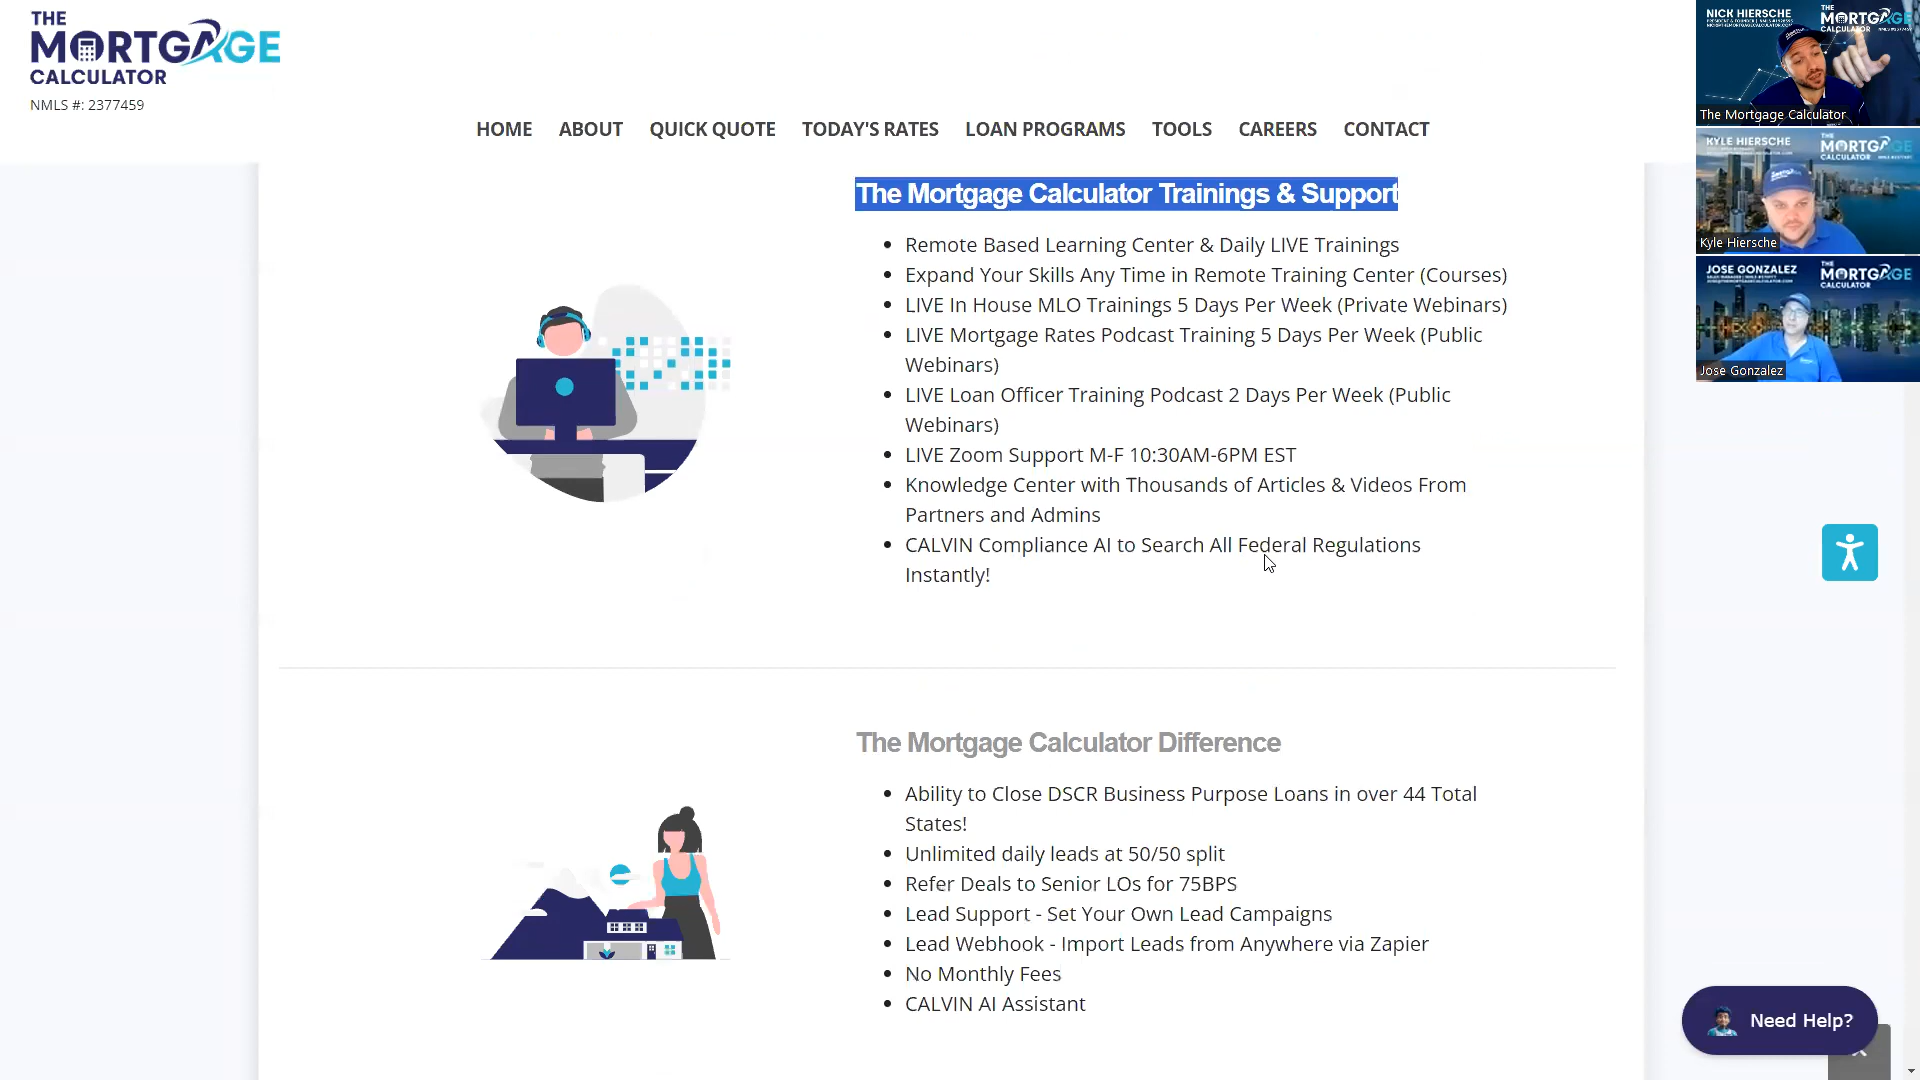 THE
MORTGAGE
CALCULATOR
NMLS #: 2377459
HOME ABOUT QUICK QUOTE TODAY'S RATES LOAN PROGRAMS TOOLS CAREERS CONTACT
The Mortgage Calculator Trainings & Support
Remote Based Learning Center & Daily LIVE Trainings
Expand Your Skills Any Time in Remote Training Center (Courses)
LIVE In House MLO Trainings 5 Days Per Week (Private Webinars)
LIVE Mortgage Rates Podcast Training 5 Days Per Week (Public
Webinars)
LIVE Loan Officer Training Podcast 2 Days Per Week (Public
Webinars)
LIVE Zoom Support M-F 10:30AM-6PM EST
Knowledge Center with Thousands of Articles & Videos From
Partners and Admins
CALVIN Compliance AI to Search All Federal Regulations
Instantly!
The Mortgage Calculator Difference
Ability to Close DSCR Business Purpose Loans in over 44 Total
States!
Unlimited daily leads at 50/50 split
Refer Deals to Senior LOs for 75BPS
Lead Support - Set Your Own Lead Campaigns
Lead Webhook - Import Leads from Anywhere via Zapier
No Monthly Fees
CALVIN AI Assistant
NICK HIERSCHE
THE
MORTGAGE
CALCULATOR
The Mortgage Calculator
KYLE HIERSCHE
THE
MORTGAGE
CALCULATOR
Kyle Hiersche
JOSE GONZALEZ
THE
MORTGAGE
CALCULATOR
Jose Gonzalez
Need Help?